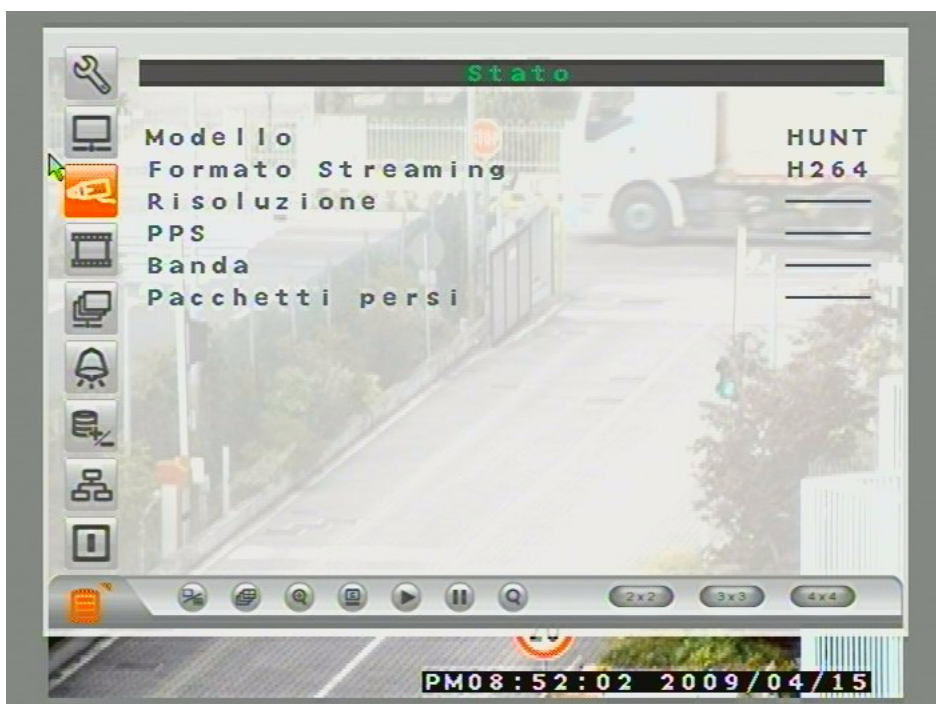 Stato
Modello HUNT
Formato Streaming H264
Risoluzione
PPS
Banda
Pacchetti persi
2x2 3x3 4x4
20
PM08:52:02 2009/04/15